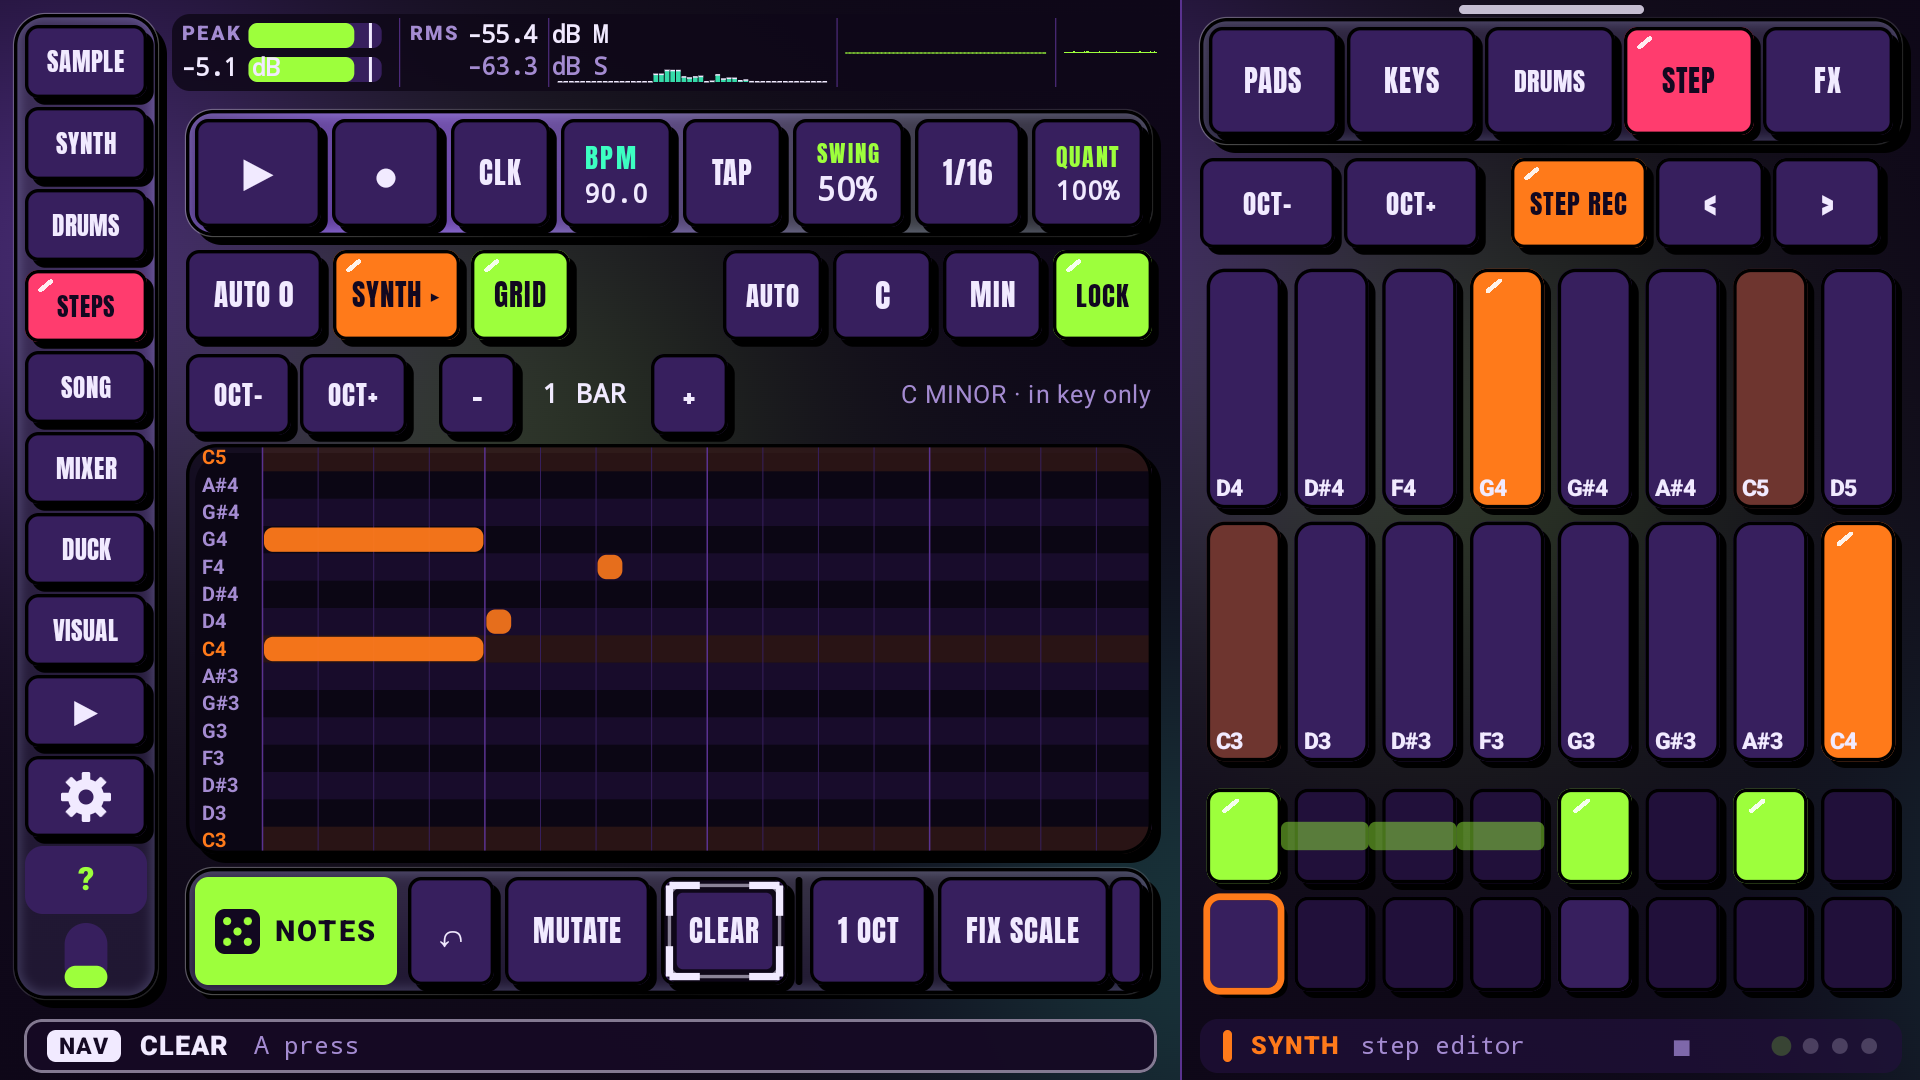 SAMPLE
SYNTH
DRUMS
STEPS
SONG
MIXER
DUCK
VISUAL
?
PEAK
-5.1 dB
RMS -55.4 dB M
-63.3 dB S
CLK
BPM
90.0
TAP
SWING
50%
1/16
QUANT
100%
AUTO O
SYNTH ▸
GRID
AUTO
C
MIN
LOCK
OCT-
OCT+
-
1 BAR
+
C MINOR · in key only
C5
A#4
G#4
G4
F4
D#4
D4
C4
A#3
G#3
G3
F3
D#3
D3
C3
NOTES
MUTATE
CLEAR
1 OCT
FIX SCALE
NAV CLEAR A press
PADS
KEYS
DRUMS
STEP
FX
OCT-
OCT+
STEP REC
<
>
D4
D#4
F4
G4
G#4
A#4
C5
D5
C3
D3
D#3
F3
G3
G#3
A#3
C4
SYNTH step editor